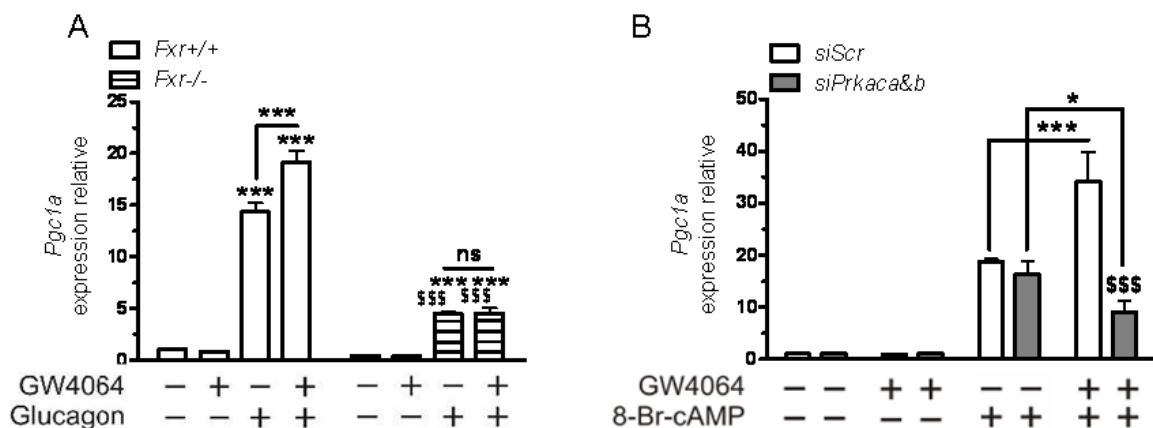 A
Fxr+/+
Fxr-/-
Pgc1a
expression relative
25
20
15
10
5
0
***
***
***
ns
*** ***
$$$ $$$
GW4064 – + – + – + – +
Glucagon – – + + – – + +
B
siScr
siPrkaca&b
Pgc1a
expression relative
50
40
30
20
10
0
*
***
$$$
GW4064 – – + + – – + +
8-Br-cAMP – – – – + + + +